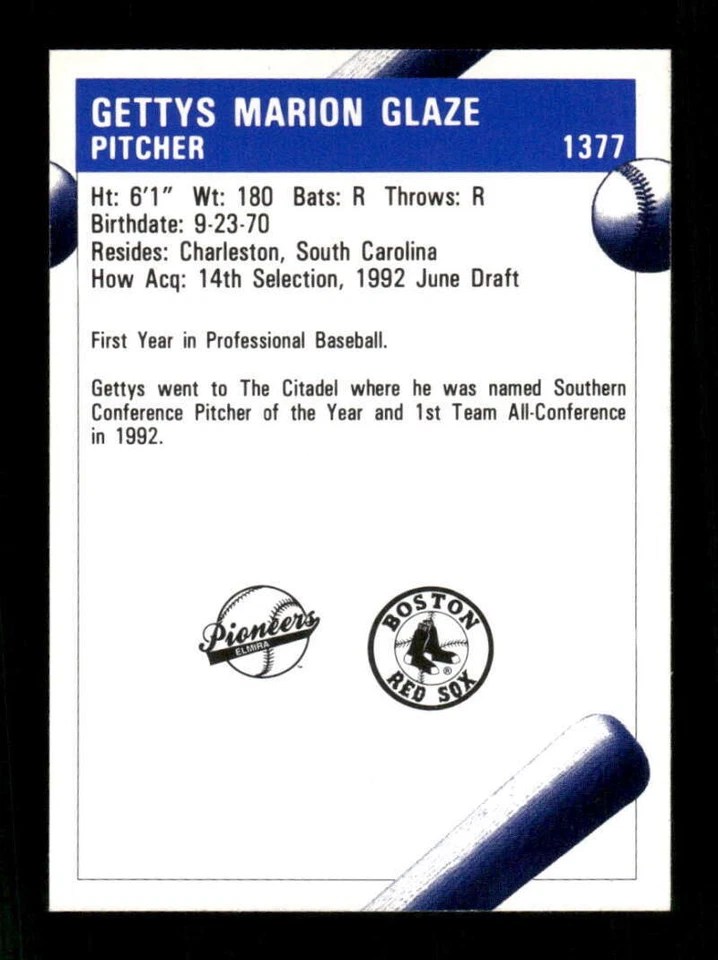 GETTYS MARION GLAZE
PITCHER 1377
Ht: 6'1" Wt: 180 Bats: R Throws: R
Birthdate: 9-23-70
Resides: Charleston, South Carolina
How Acq: 14th Selection, 1992 June Draft
First Year in Professional Baseball.
Gettys went to The Citadel where he was named Southern
Conference Pitcher of the Year and 1st Team All-Conference
in 1992.
Pioneers
ELMIRA
™
BOSTON
RED SOX
®